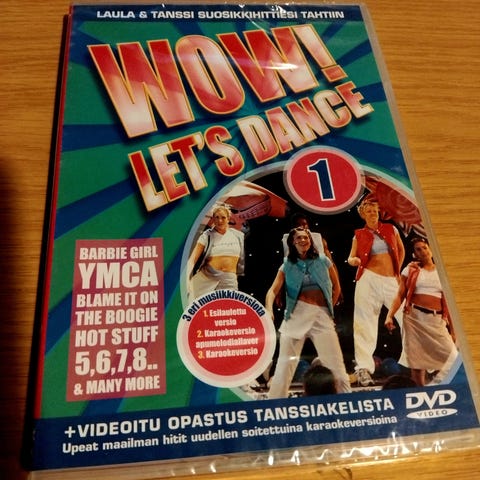 LAULA & TANSSI SUOSIKKIHITTIESI TAHTIIN
WOW!
LET'S DANCE
1
BARBIE GIRL
YMCA
BLAME IT ON
THE BOOGIE
HOT STUFF
5,6,7,8..
& MANY MORE
3 eri musiikkiversiota
1. Esilaulettu
versio
2. Karaokeversio
apumelodiallaver
3. Karaokeversio
+VIDEOITU OPASTUS TANSSIAKELISTA
Upeat maailman hitit uudellen soitettuina karaokeversioina
DVD
VIDEO